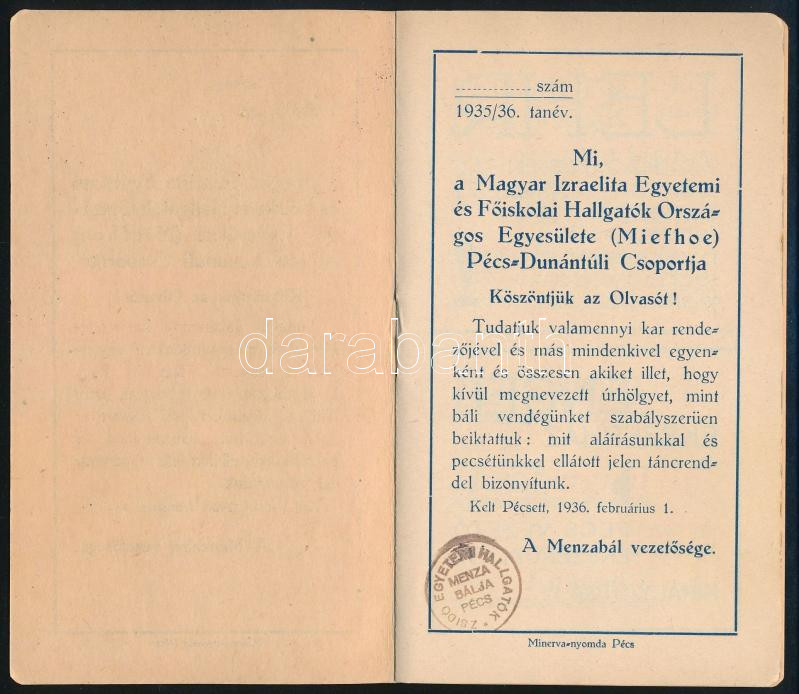 ............... szám
1935/36. tanév.
Mi,
a Magyar Izraelita Egyetemi
és Főiskolai Hallgatók Orszá-
gos Egyesülete (Miefhoe)
Pécs-Dunántúli Csoportja
Köszöntjük az Olvasót !
Tudatjuk valamennyi kar rende-
zőjével és más mindenkivel egyen-
ként és összesen akiket illet, hogy
kívül megnevezett úrhölgyet, mint
báli vendégünket szabályszerüen
beiktattuk : mit aláírásunkkal és
pecsétünkkel ellátott jelen táncrend-
del bizonyítunk.
Kelt Pécsett, 1936. február 1.
A Menzabál vezetősége.
ZSIDÓ EGYETEMI HALLGATÓK
MENZA
BÁLJA
PÉCS
Minerva-nyomda Pécs
darabanth.com